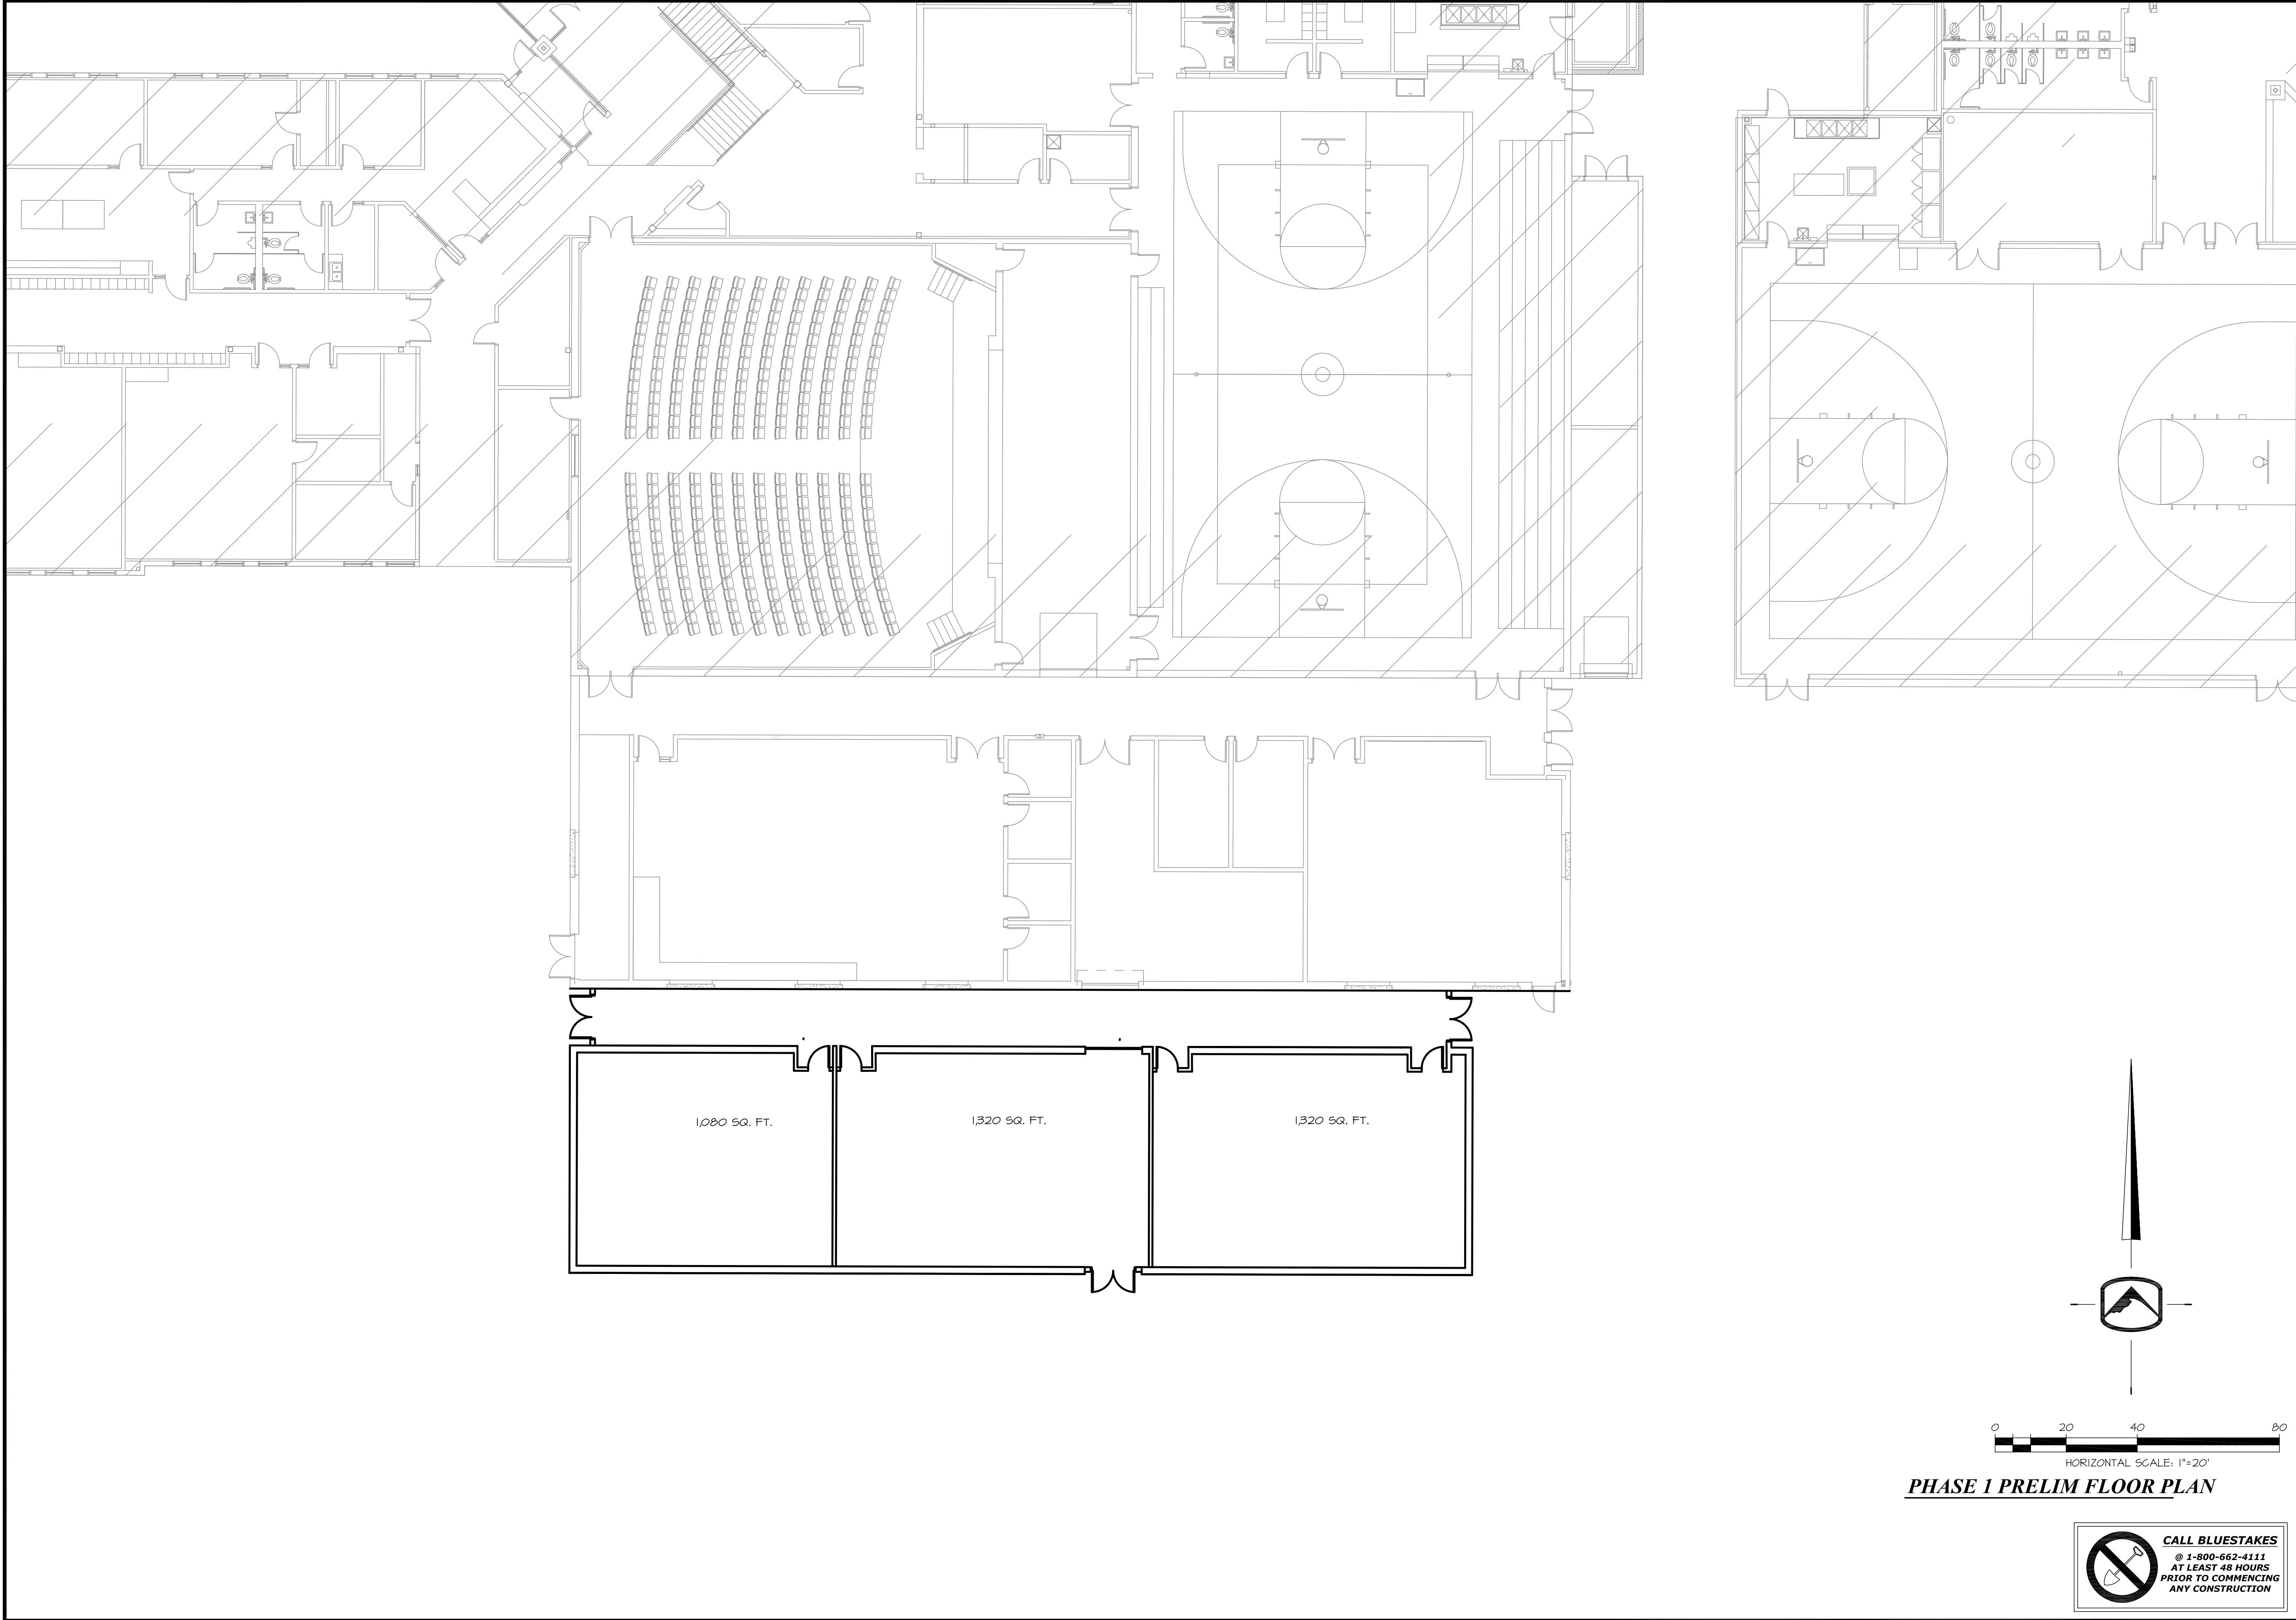 1,080 SQ. FT.
1,320 SQ. FT.
1,320 SQ. FT.
0 20 40 80
HORIZONTAL SCALE: 1"=20'
PHASE 1 PRELIM FLOOR PLAN
CALL BLUESTAKES
@ 1-800-662-4111
AT LEAST 48 HOURS
PRIOR TO COMMENCING
ANY CONSTRUCTION